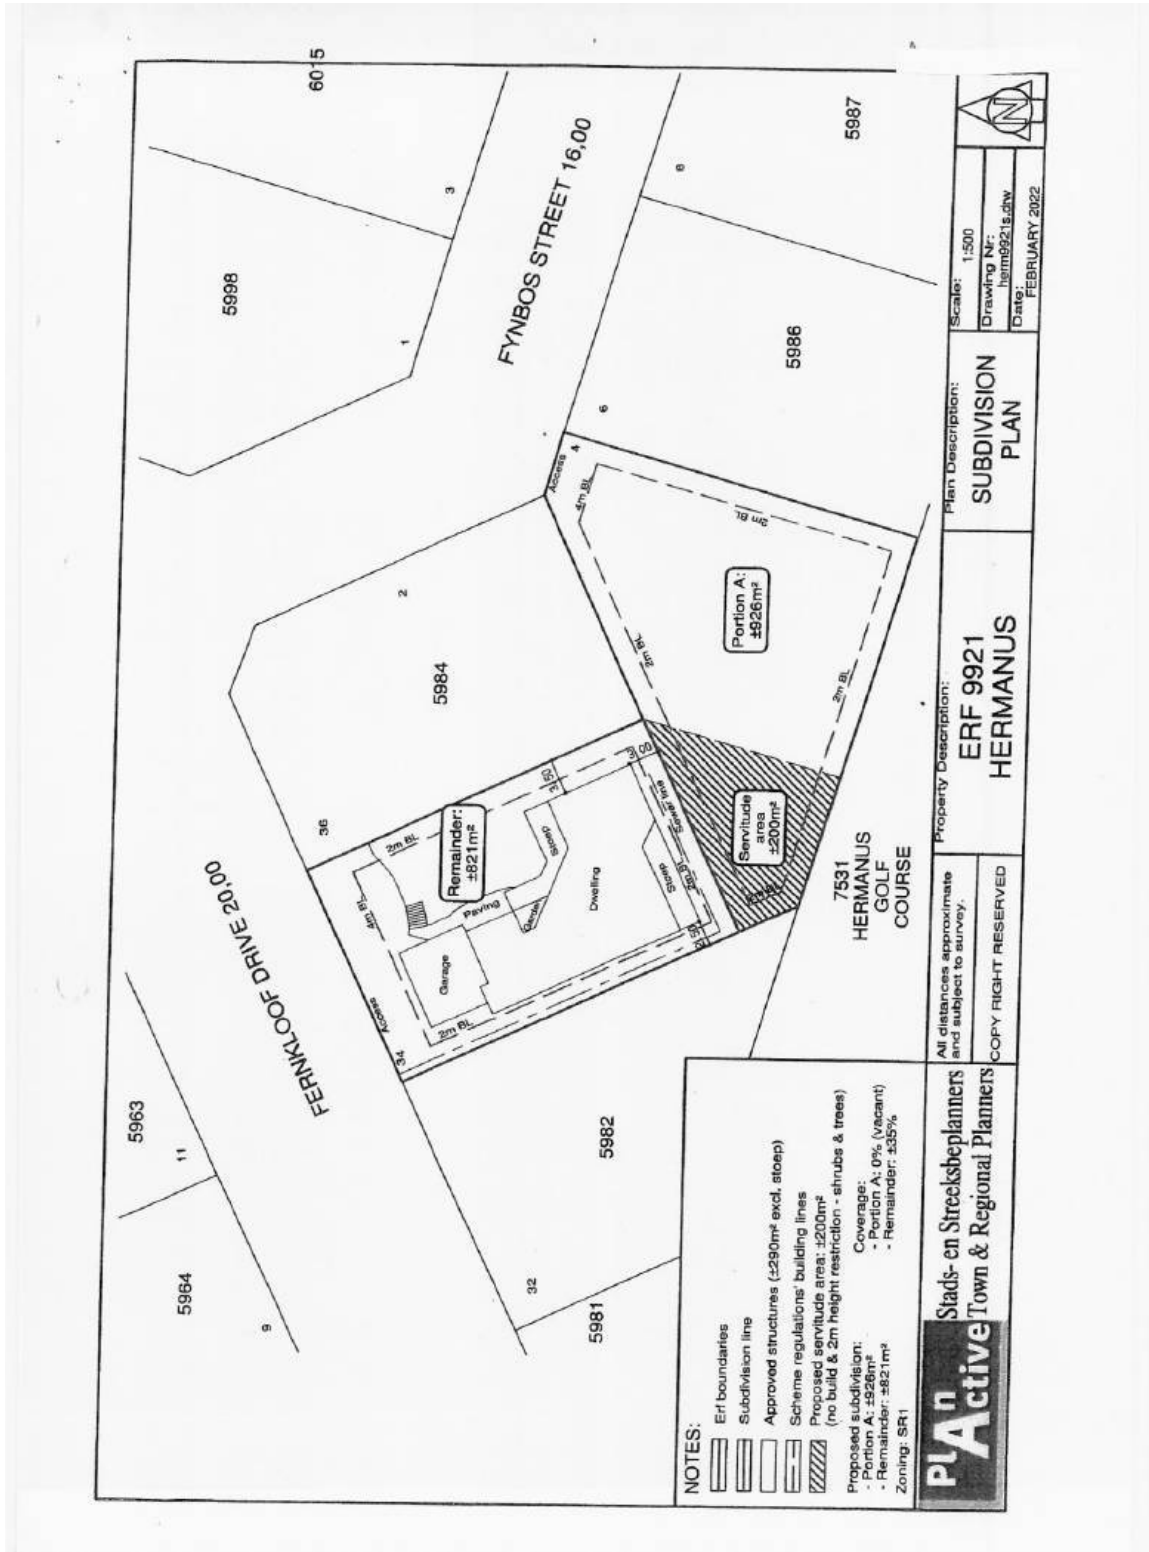 6015
5998
3
1
FYNBOS STREET 16,00
5987
8
5986
6
4
Access
4m BL
2m BL
Portion A:
±926m²
2m BL
2m BL
2
5984
36
FERNKLOOF DRIVE 20,00
Remainder:
±821m²
2m BL
4m BL
3,50
3,00
Stoep
Paving
Garden
Dwelling
Stoep
Garage
Access
34
2m BL
2m BL
Sewer line
Servitude
area
±200m²
7531
HERMANUS
GOLF
COURSE
5963
11
5964
9
5982
32
5981
NOTES:
Erf boundaries
Subdivision line
Approved structures (±290m² excl. stoep)
Scheme regulations' building lines
Proposed servitude area: ±200m²
(no build & 2m height restriction - shrubs & trees)
Proposed subdivision:
- Portion A: ±926m²
- Remainder: ±821m²
Zoning: SR1
Coverage:
- Portion A: 0% (vacant)
- Remainder: ±35%
Plan Active
Stads- en Streeksbeplanners
Town & Regional Planners
All distances approximate
and subject to survey.
COPY RIGHT RESERVED
Property Description:
ERF 9921
HERMANUS
Plan Description:
SUBDIVISION
PLAN
Scale:
1:500
Drawing Nr:
herm9921s.drw
Date:
FEBRUARY 2022
N